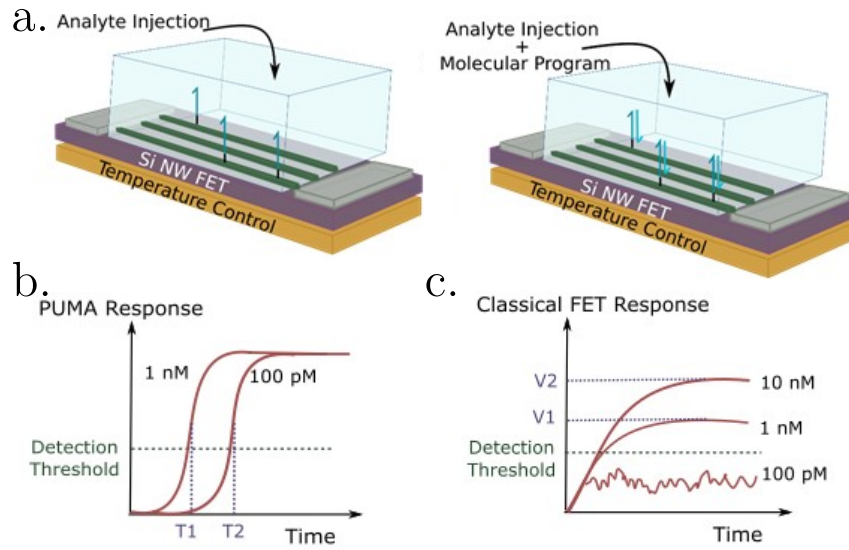 a.
Analyte Injection
Si NW FET
Temperature Control
Analyte Injection
+
Molecular Program
Si NW FET
Temperature Control
b.
PUMA Response
1 nM
100 pM
Detection
Threshold
T1
T2
Time
c.
Classical FET Response
V2
10 nM
V1
1 nM
Detection
Threshold
100 pM
Time